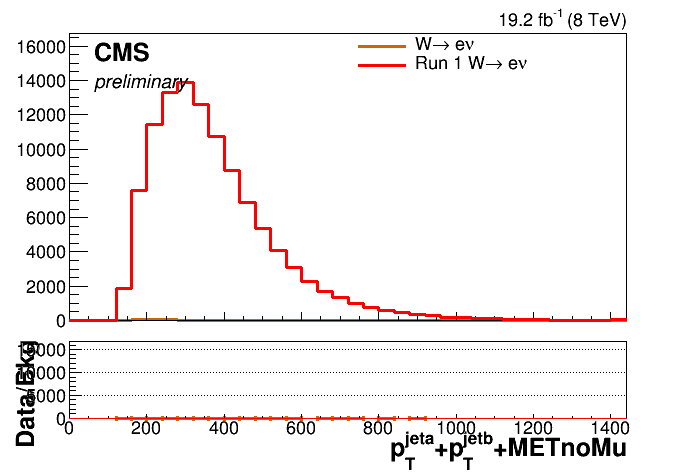 19.2 fb⁻¹ (8 TeV)
CMS
preliminary
W→ eν
Run 1 W→ eν
16000
14000
12000
10000
8000
6000
4000
2000
0
Data/Bkg
0
0 200 400 600 800 1000 1200 1400
p_T^jeta+p_T^jetb+METnoMu